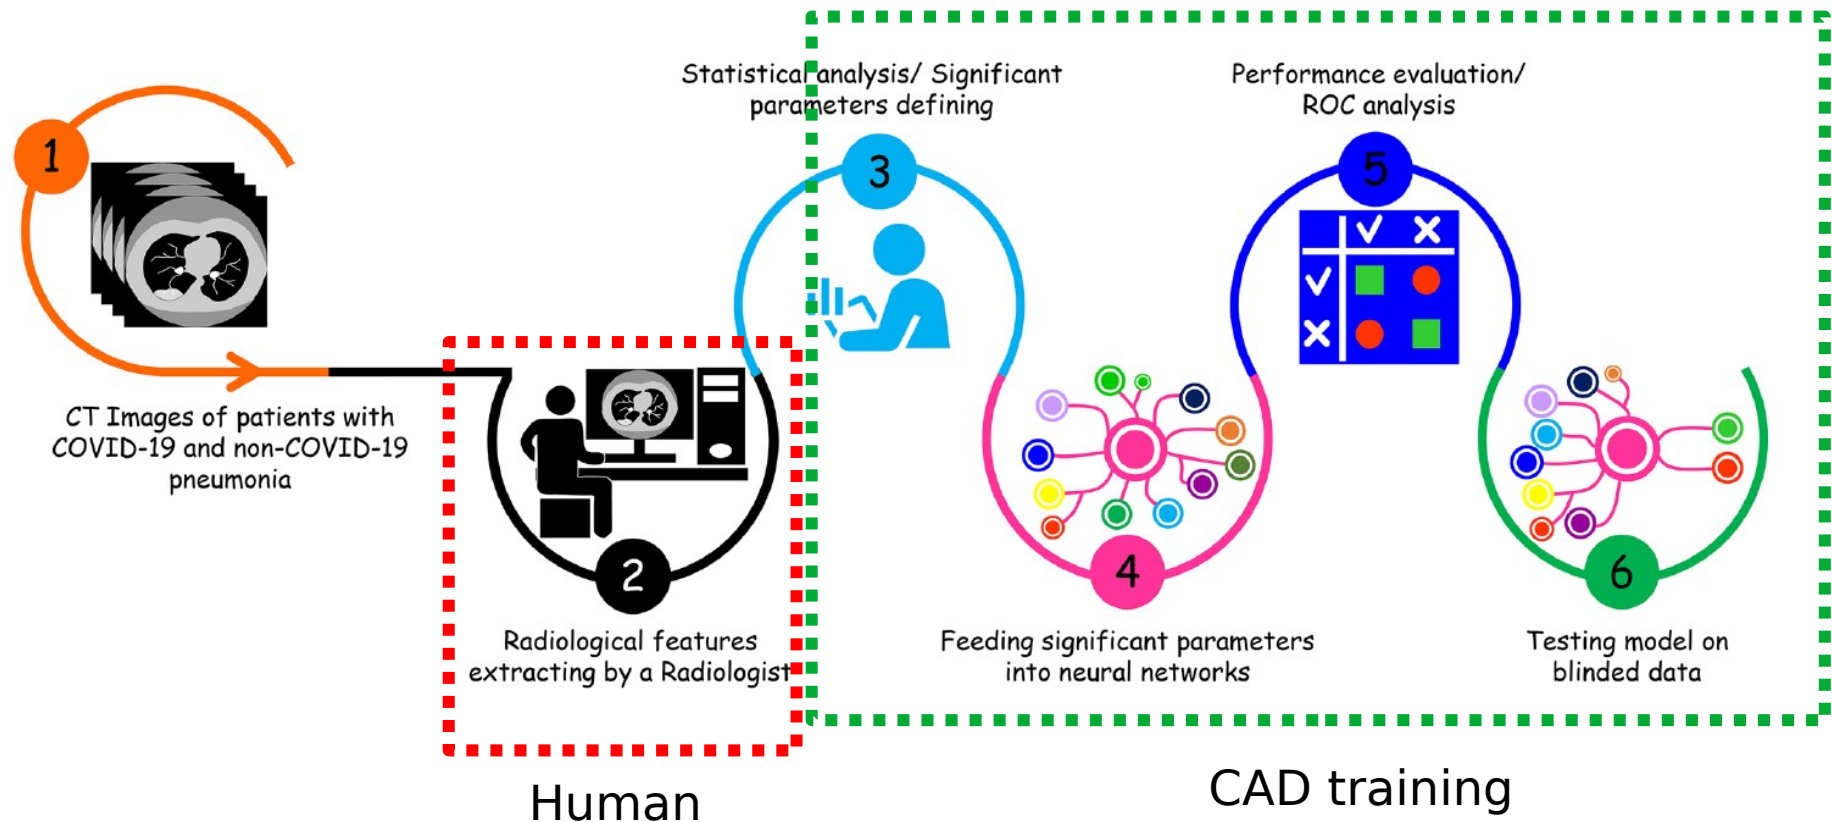 1
CT Images of patients with
COVID-19 and non-COVID-19
pneumonia
2
Radiological features
extracting by a Radiologist
Human
Statistical analysis/ Significant
parameters defining
3
4
Feeding significant parameters
into neural networks
Performance evaluation/
ROC analysis
5
6
Testing model on
blinded data
CAD training